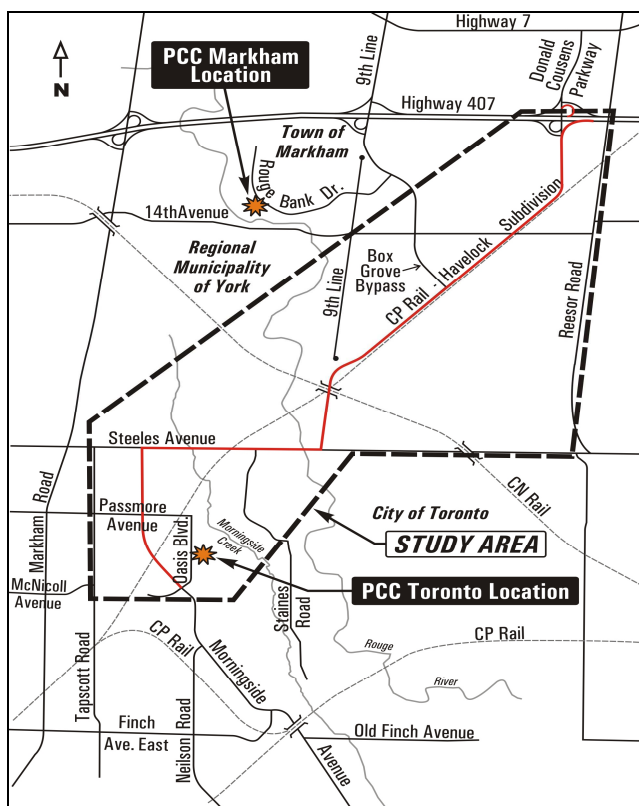 Highway 7
N
PCC Markham
Location
9th Line
Donald
Cousens
Parkway
Highway 407
Town of
Markham
Rouge
Bank Dr.
14thAvenue
Regional
Municipality
of York
Box
Grove
Bypass
CP Rail - Havelock Subdivision
9th Line
Reesor Road
Steeles Avenue
Markham Road
Passmore
Avenue
Oasis Blvd.
Morningside
Creek
City of Toronto
STUDY AREA
CN Rail
McNicoll
Avenue
PCC Toronto Location
Staines
Road
Tapscott Road
CP Rail
Morningside
Avenue
Rouge
River
CP Rail
Finch
Ave. East
Neilson Road
Old Finch Avenue